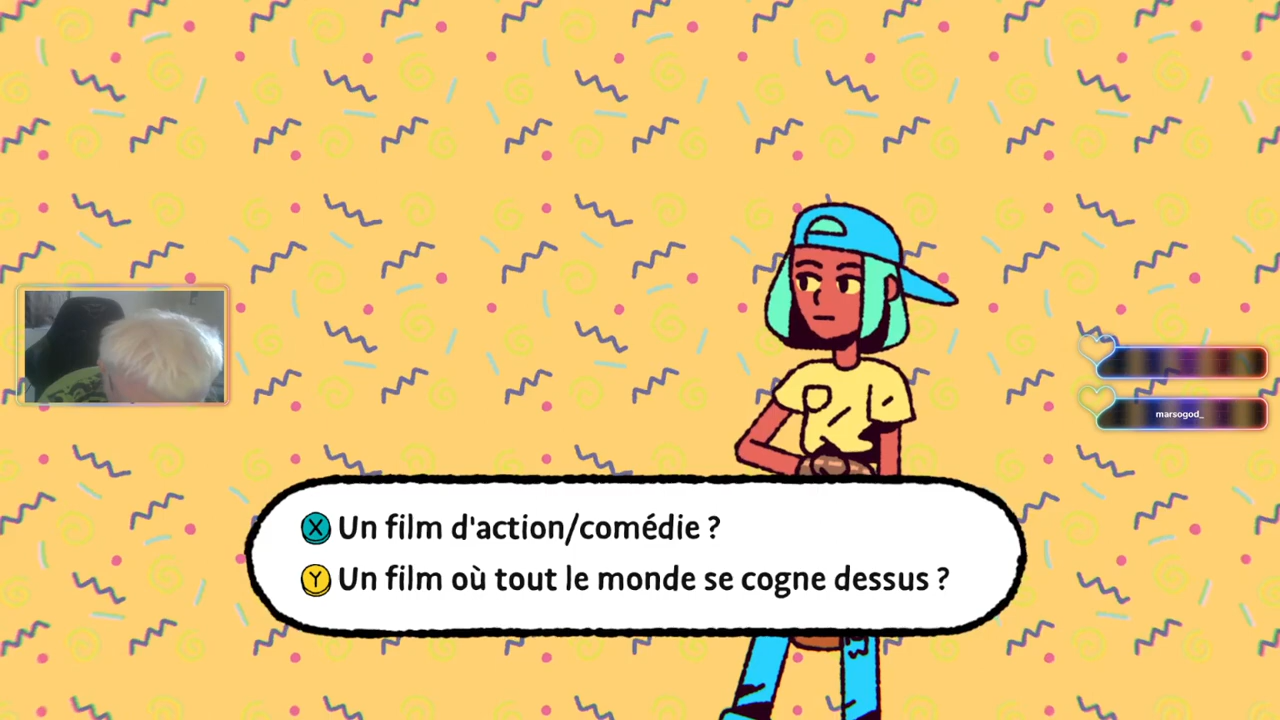 X Un film d'action/comédie ?
Y Un film où tout le monde se cogne dessus ?
marsogod_